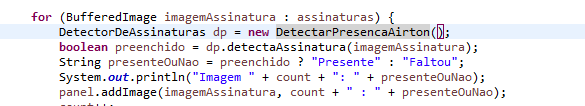 for (BufferedImage imagemAssinatura : assinaturas) {
DetectorDeAssinaturas dp = new DetectarPresencaAirton();
boolean preenchido = dp.detectaAssinatura(imagemAssinatura);
String presenteOuNao = preenchido ? "Presente" : "Faltou";
System.out.println("Imagem " + count + ": " + presenteOuNao);
panel.addImage(imagemAssinatura, count + " : " + presenteOuNao);